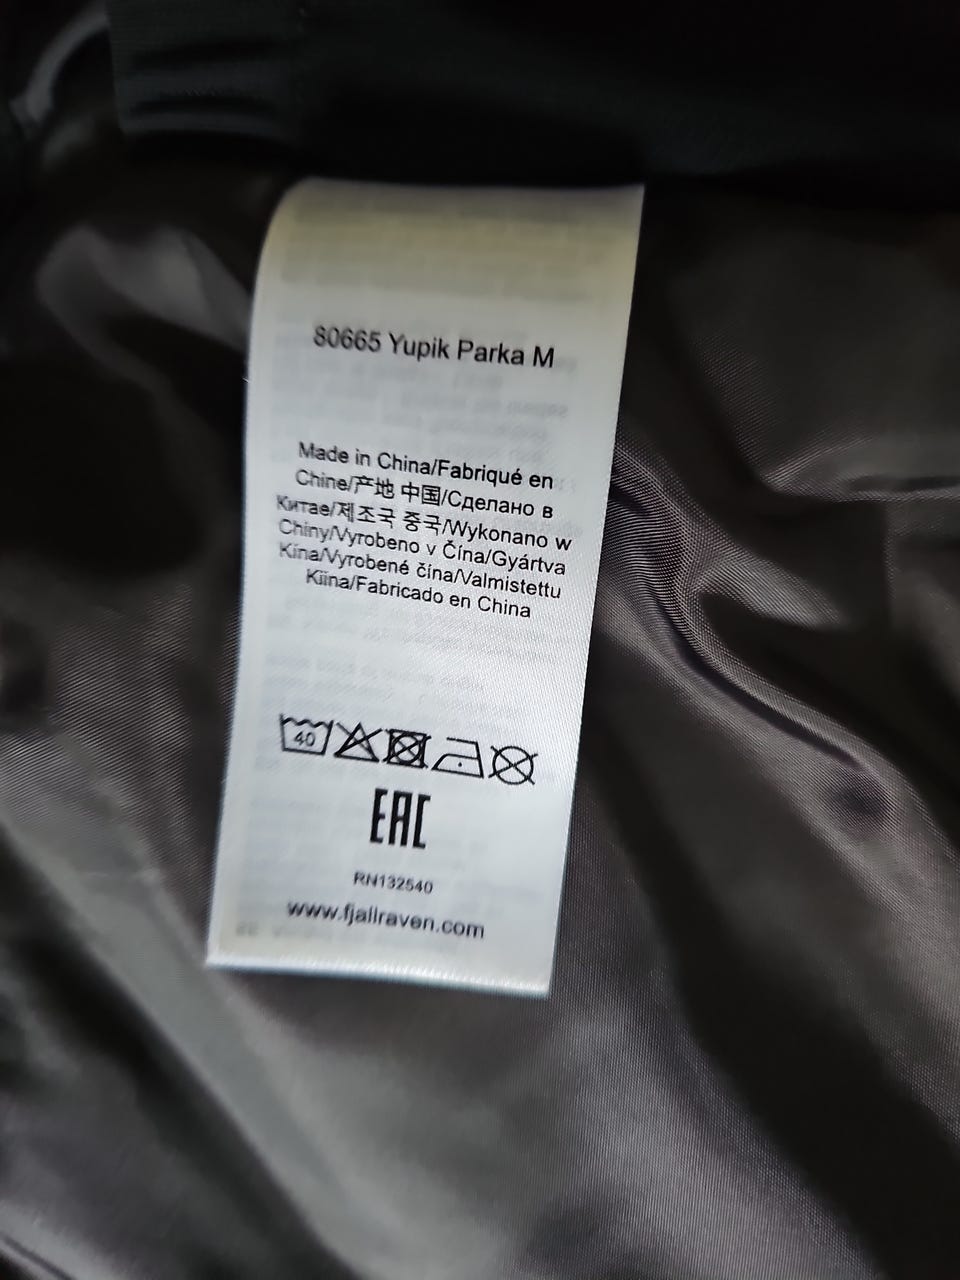 80665 Yupik Parka M
Made in China/Fabriqué en
Chine/产地 中国/Сделано в
Китае/제조국 중국/Wykonano w
Chiny/Vyrobeno v Čína/Gyártva
Kína/Vyrobené čína/Valmistettu
Kiina/Fabricado en China
40
EAC
RN132540
www.fjallraven.com